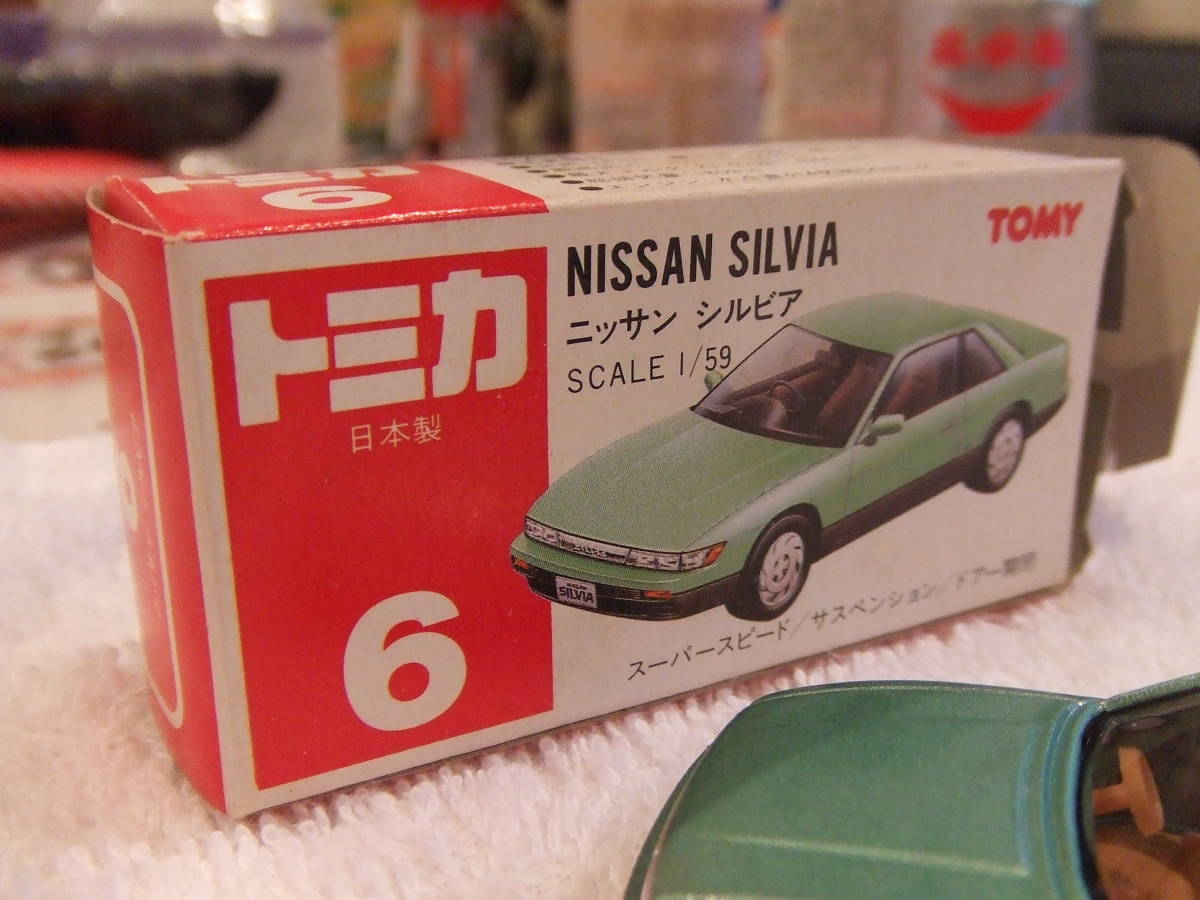 トミカ
6
トミカ
日本製
6
NISSAN SILVIA
ニッサン シルビア
SCALE 1/59
TOMY
NISSAN
SILVIA
スーパースピード/サスペンション/ドアー開閉